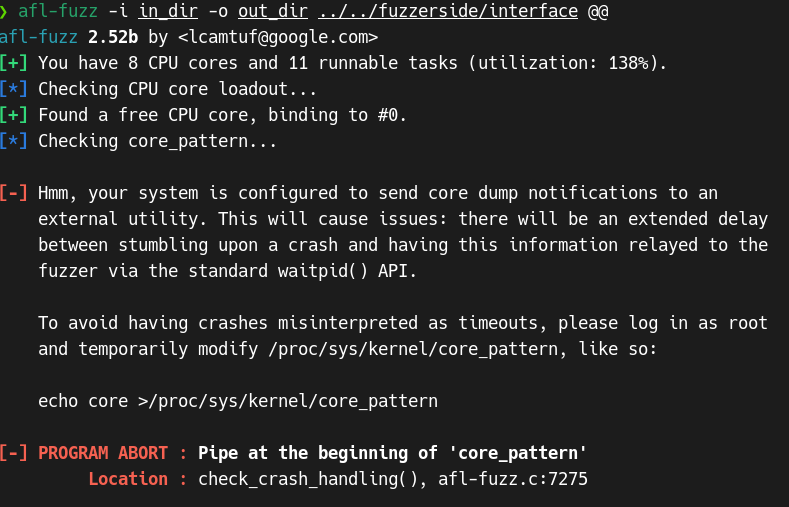 ❯ afl-fuzz -i in_dir -o out_dir ../../fuzzerside/interface @@
afl-fuzz 2.52b by <lcamtuf@google.com>
[+] You have 8 CPU cores and 11 runnable tasks (utilization: 138%).
[*] Checking CPU core loadout...
[+] Found a free CPU core, binding to #0.
[*] Checking core_pattern...
[-] Hmm, your system is configured to send core dump notifications to an
external utility. This will cause issues: there will be an extended delay
between stumbling upon a crash and having this information relayed to the
fuzzer via the standard waitpid() API.
To avoid having crashes misinterpreted as timeouts, please log in as root
and temporarily modify /proc/sys/kernel/core_pattern, like so:
echo core >/proc/sys/kernel/core_pattern
[-] PROGRAM ABORT : Pipe at the beginning of 'core_pattern'
Location : check_crash_handling(), afl-fuzz.c:7275